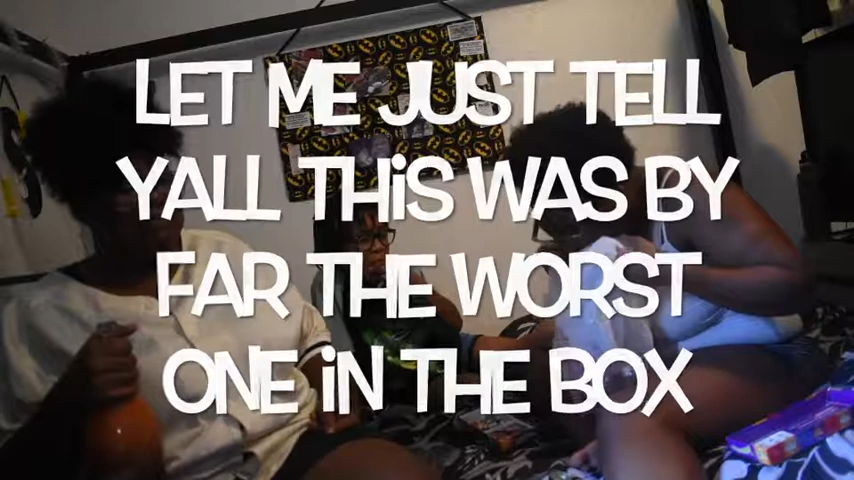 LET ME JUST TELL
YALL THIS WAS BY
FAR THE WORST
ONE IN THE BOX